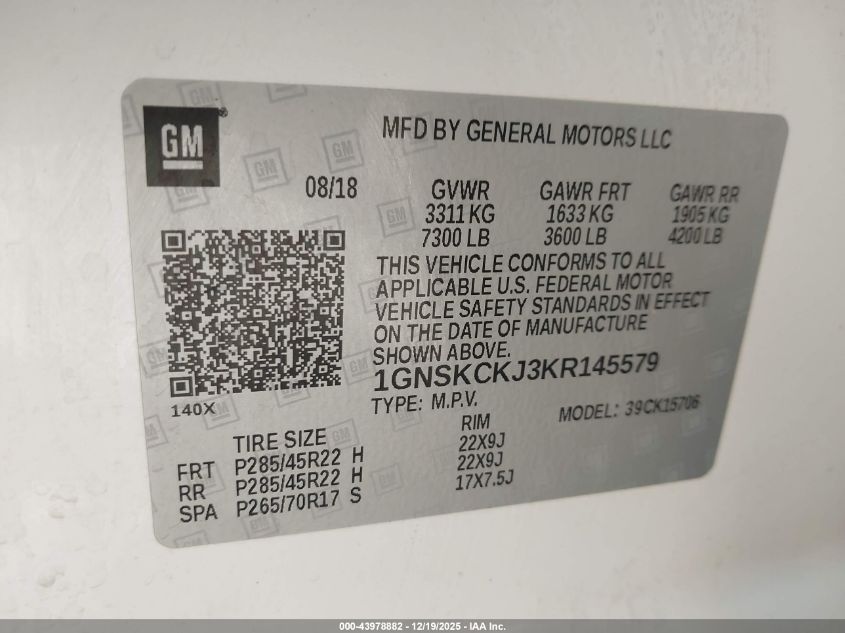 GM
MFD BY GENERAL MOTORS LLC
08/18 GVWR GAWR FRT GAWR RR
3311 KG 1633 KG 1905 KG
7300 LB 3600 LB 4200 LB
THIS VEHICLE CONFORMS TO ALL
APPLICABLE U.S. FEDERAL MOTOR
VEHICLE SAFETY STANDARDS IN EFFECT
ON THE DATE OF MANUFACTURE
SHOWN ABOVE.
1GNSKCKJ3KR145579
140X
TYPE: M.P.V. MODEL: 39CK15706
TIRE SIZE RIM
FRT P285/45R22 H 22X9J
RR P285/45R22 H 22X9J
SPA P265/70R17 S 17X7.5J
000-43978882 - 12/19/2025 - IAA Inc.